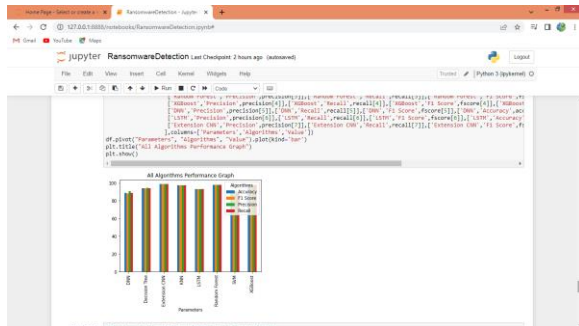 Home Page - Select or create a n
RansomwareDetection - Jupyter
127.0.0.1:8888/notebooks/RansomwareDetection.ipynb#
Gmail YouTube Maps
jupyter RansomwareDetection Last Checkpoint: 2 hours ago (autosaved)
Logout
File Edit View Insert Cell Kernel Widgets Help
Trusted Python 3 (ipykernel)
Run Code
['XGBoost','Precision',precision[4]],['XGBoost','Recall',recall[4]],['XGBoost','F1 Score',fscore[4]],['XGBoost
['DNN','Precision',precision[5]],['DNN','Recall',recall[5]],['DNN','F1 Score',fscore[5]],['DNN','Accuracy',acc
['LSTM','Precision',precision[6]],['LSTM','Recall',recall[6]],['LSTM','F1 Score',fscore[6]],['LSTM','Accuracy'
['Extension CNN','Precision',precision[7]],['Extension CNN','Recall',recall[7]],['Extension CNN','F1 Score',f
],columns=['Parameters','Algorithms','Value'])
df.pivot("Parameters", "Algorithms", "Value").plot(kind='bar')
plt.title("All Algorithms Performance Graph")
plt.show()
All Algorithms Performance Graph
100
80
60
40
20
0
Algorithms
Accuracy
F1 Score
Precision
Recall
DNN
Decision Tree
Extension CNN
KNN
LSTM
Random Forest
SVM
XGBoost
Parameters